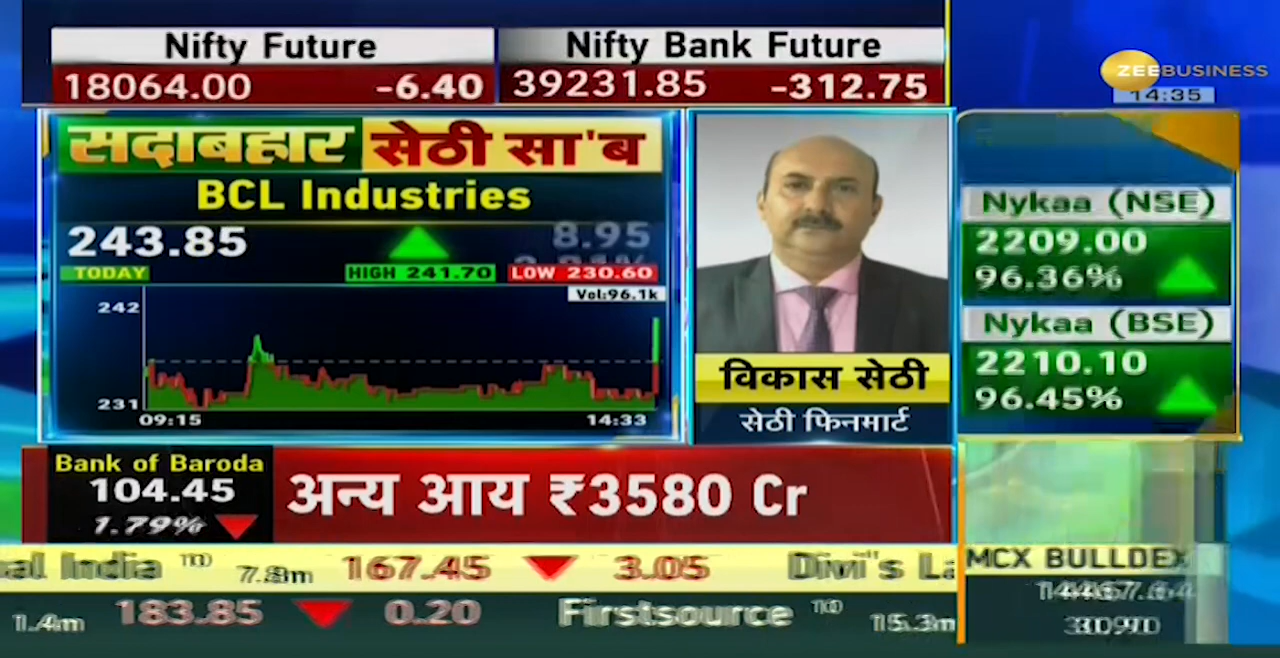 Nifty Future
18064.00 -6.40
Nifty Bank Future
39231.85 -312.75
ZEEBUSINESS
14:35
सदाबहार सेठी सा'ब
BCL Industries
243.85 8.95
TODAY HIGH 241.70 LOW 230.60
Vol:96.1k
242
231
09:15 14:33
विकास सेठी
सेठी फिनमार्ट
Nykaa (NSE)
2209.00
96.36%
Nykaa (BSE)
2210.10
96.45%
Bank of Baroda
104.45
1.79%
अन्य आय ₹3580 Cr
al India 7.8m 167.45 3.05 Divi's La
1.4m 183.85 0.20 Firstsource 15.3m
MCX BULLDEX